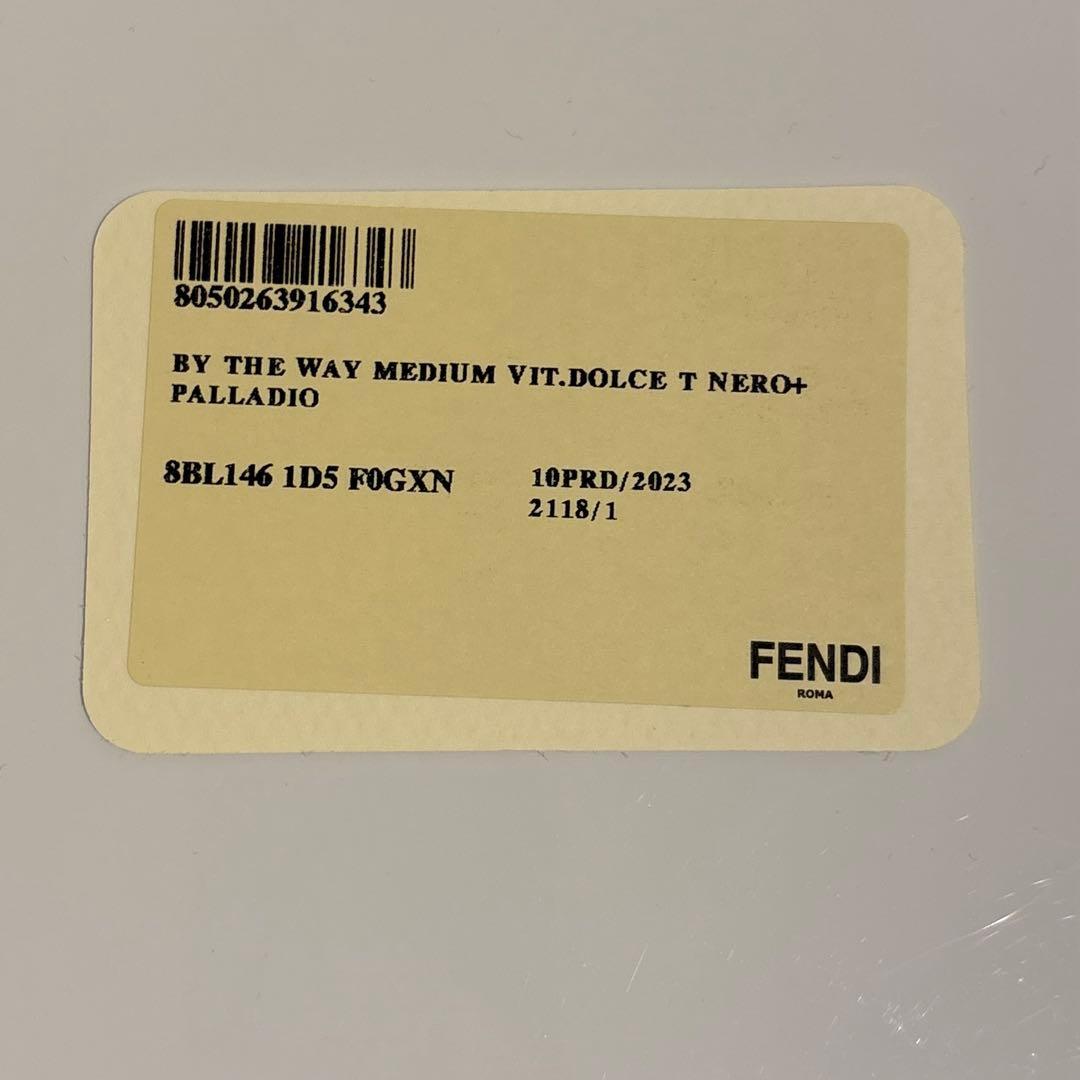 8050263916343
BY THE WAY MEDIUM VIT.DOLCE T NERO+
PALLADIO
8BL146 1D5 F0GXN 10PRD/2023
2118/1
FENDI
ROMA